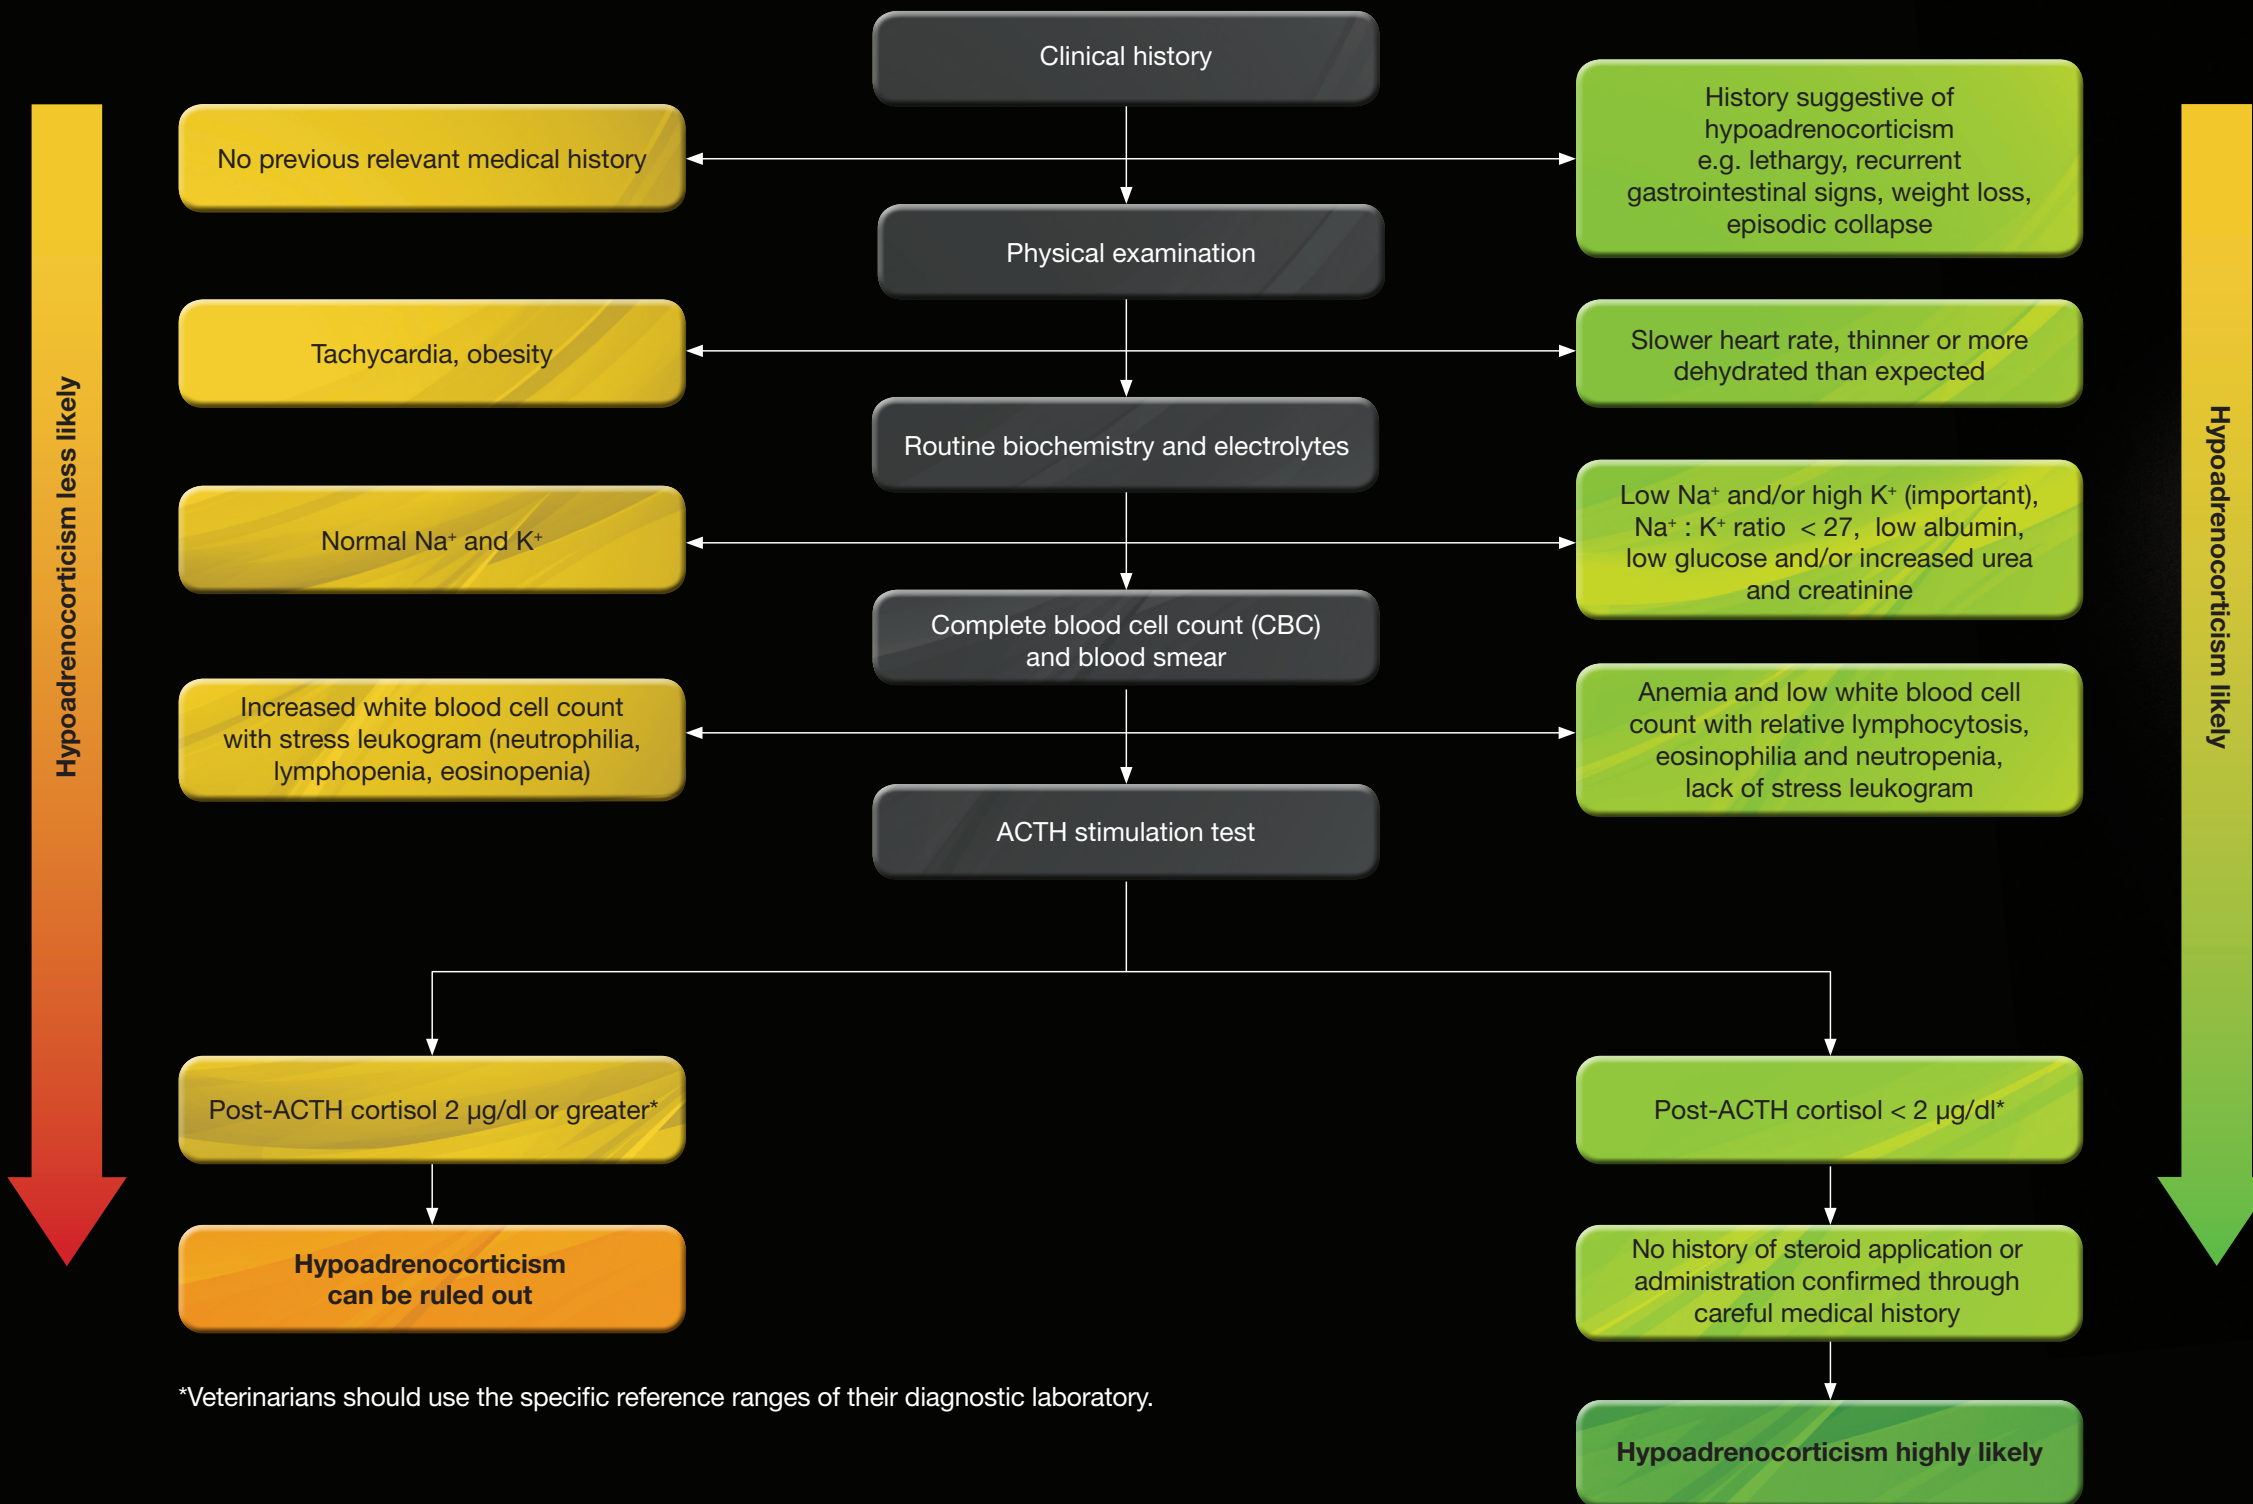 Clinical history
No previous relevant medical history
History suggestive of
hypoadrenocorticism
e.g. lethargy, recurrent
gastrointestinal signs, weight loss,
episodic collapse
Physical examination
Tachycardia, obesity
Slower heart rate, thinner or more
dehydrated than expected
Routine biochemistry and electrolytes
Normal Na⁺ and K⁺
Low Na⁺ and/or high K⁺ (important),
Na⁺ : K⁺ ratio < 27, low albumin,
low glucose and/or increased urea
and creatinine
Complete blood cell count (CBC)
and blood smear
Increased white blood cell count
with stress leukogram (neutrophilia,
lymphopenia, eosinopenia)
Anemia and low white blood cell
count with relative lymphocytosis,
eosinophilia and neutropenia,
lack of stress leukogram
ACTH stimulation test
Post-ACTH cortisol 2 µg/dl or greater*
Post-ACTH cortisol < 2 µg/dl*
Hypoadrenocorticism
can be ruled out
No history of steroid application or
administration confirmed through
careful medical history
Hypoadrenocorticism highly likely
*Veterinarians should use the specific reference ranges of their diagnostic laboratory.
Hypoadrenocorticism less likely
Hypoadrenocorticism likely